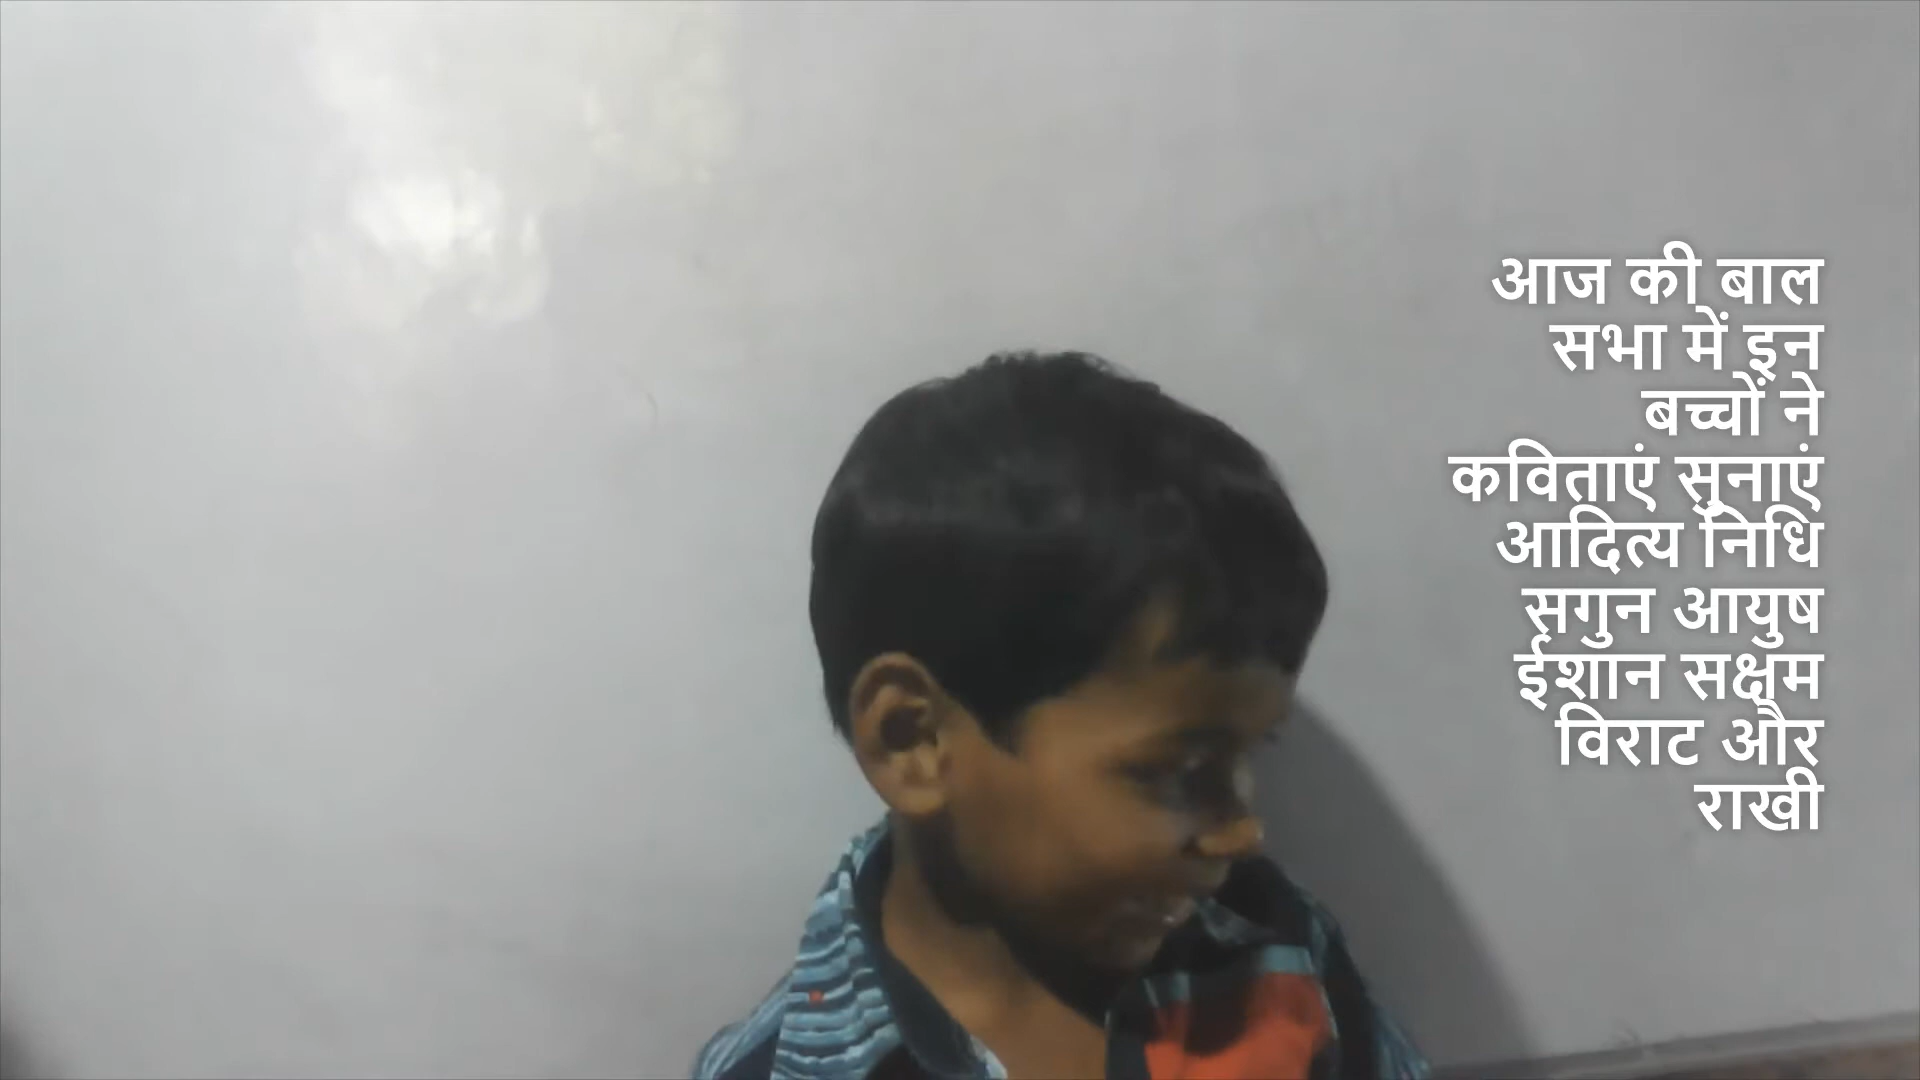 आज की बाल
सभा में इन
बच्चों ने
कविताएं सुनाएं
आदित्य निधि
सगुन आयुष
ईशान सक्षम
विराट और
राखी